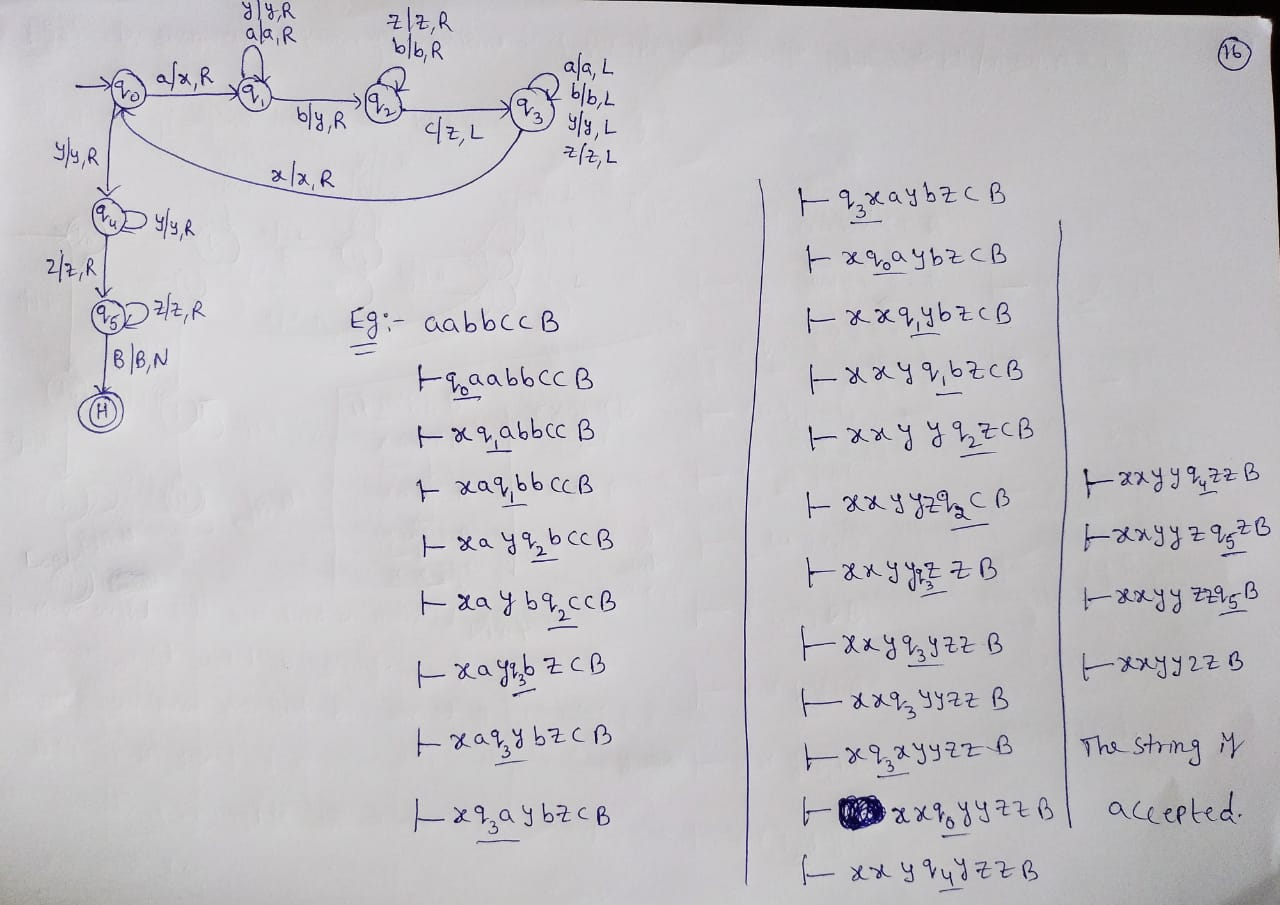 16
y/y,R
a/a,R
z/z,R
b/b,R
a/a,L
b/b,L
y/y,L
z/z,L
q₀ a/x,R q₁ b/y,R q₂ c/z,L q₃
x/x,R
y/y,R
q₄ y/y,R
z/z,R
q₅ z/z,R
B/B,N
H
Eg:- aabbccB
⊢ q₀aabbccB
⊢ xq₁abbccB
⊢ xaq₁bbccB
⊢ xayq₂bccB
⊢ xaybq₂ccB
⊢ xayq₃bzcB
⊢ xaq₃ybzcB
⊢ xq₃aybzcB
⊢ q₃xaybzcB
⊢ xq₀aybzcB
⊢ xxq₁ybzcB
⊢ xxyq₁bzcB
⊢ xxyyq₂zcB
⊢ xxyyzq₂cB
⊢ xxyyq₃zzB
⊢ xxyq₃yzzB
⊢ xxq₃yyzzB
⊢ xq₃xyyzzB
⊢ xxq₀yyzzB
⊢ xxyq₄yzzB
⊢ xxyyq₄zzB
⊢ xxyyzq₅zB
⊢ xxyyzzq₅B
⊢ xxyyzzB
The string is
accepted.